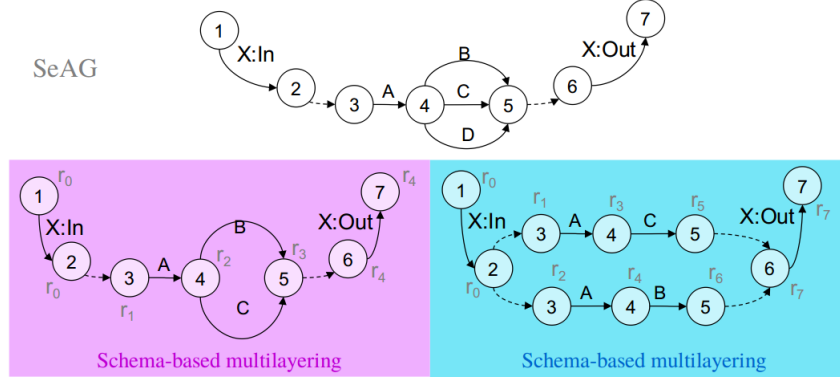 1
7
X:In
X:Out
SeAG
B
2
6
A
3
4
C
5
D
1
r0
7
r4
X:In
B
X:Out
2
r2
r3
6
A
3
4
5
r0
r4
r1
C
Schema-based multilayering
1
r0
7
r1
r3
r5
r7
X:In
A
C
X:Out
3
4
5
2
6
r0
r2
r4
r6
r7
A
B
3
4
5
Schema-based multilayering